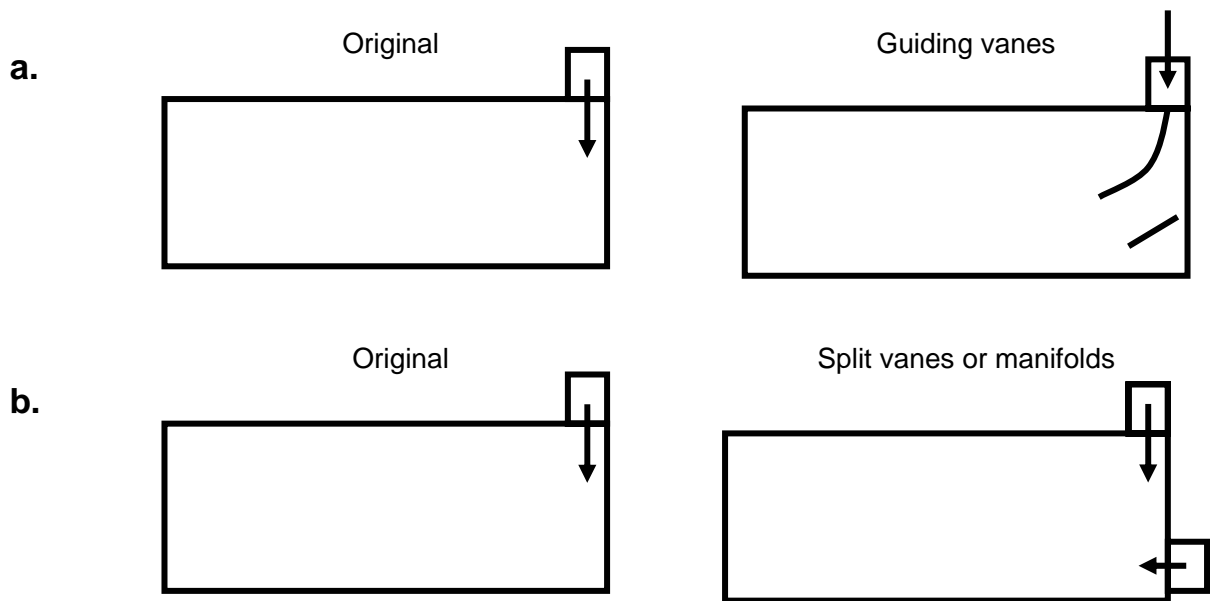 Original
Guiding vanes
a.
Original
Split vanes or manifolds
b.